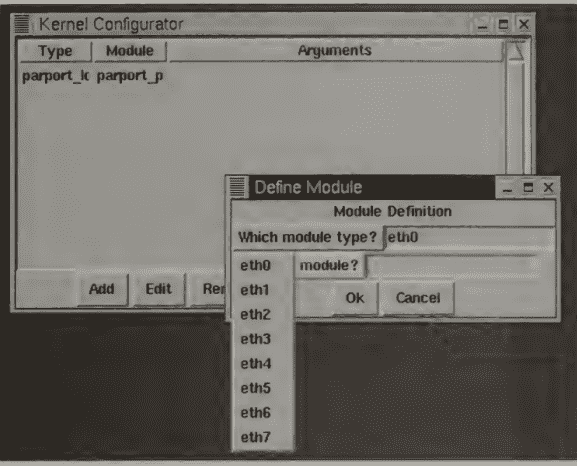 Kernel Configurator
Type Module Arguments
parport_lc parport_p
Define Module
Module Definition
Which module type? eth0
eth0 module?
eth1
Add Edit Ok Cancel
eth2
eth3
eth4
eth5
eth6
eth7